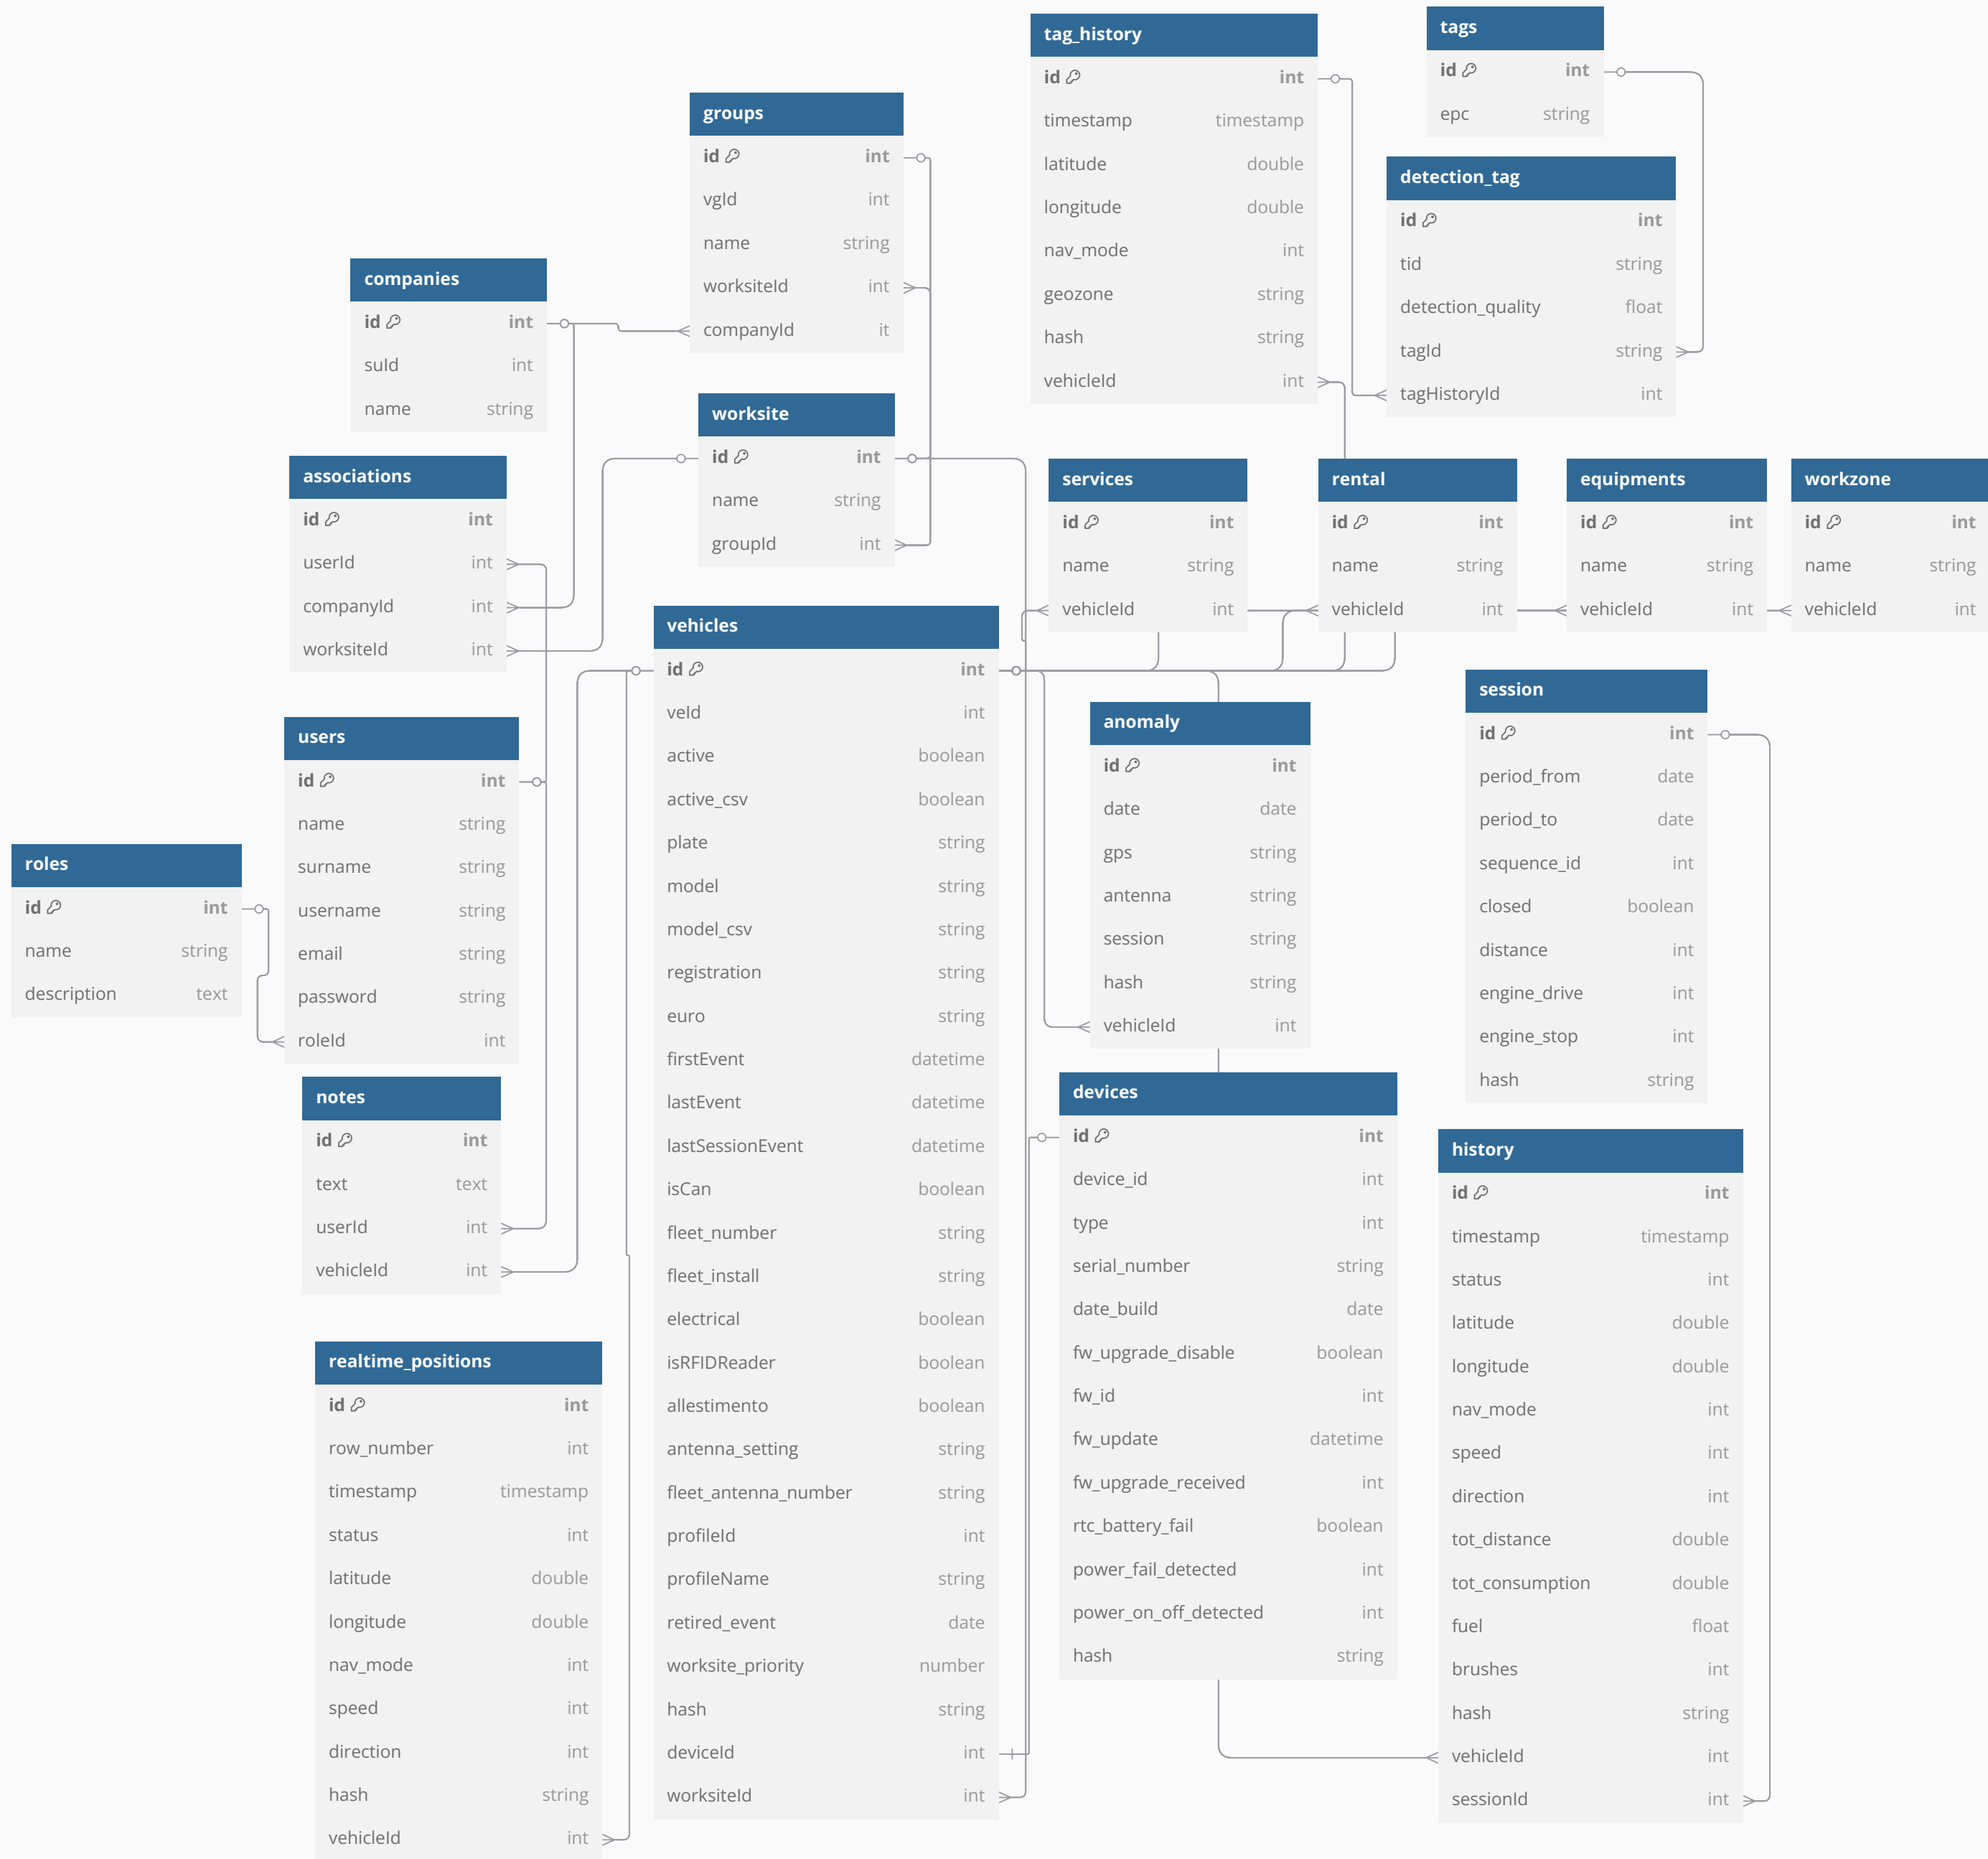 tag_history
id int
timestamp timestamp
latitude double
longitude double
nav_mode int
geozone string
hash string
vehicleId int
tags
id int
epc string
groups
id int
vgId int
name string
worksiteId int
companyId it
detection_tag
id int
tid string
detection_quality float
tagId string
tagHistoryId int
companies
id int
suId int
name string
worksite
id int
name string
groupId int
associations
id int
userId int
companyId int
worksiteId int
services
id int
name string
vehicleId int
rental
id int
name string
vehicleId int
equipments
id int
name string
vehicleId int
workzone
id int
name string
vehicleId int
vehicles
id int
veId int
active boolean
active_csv boolean
plate string
model string
model_csv string
registration string
euro string
firstEvent datetime
lastEvent datetime
lastSessionEvent datetime
isCan boolean
fleet_number string
fleet_install string
electrical boolean
isRFIDReader boolean
allestimento boolean
antenna_setting string
fleet_antenna_number string
profileId int
profileName string
retired_event date
worksite_priority number
hash string
deviceId int
worksiteId int
session
id int
period_from date
period_to date
sequence_id int
closed boolean
distance int
engine_drive int
engine_stop int
hash string
anomaly
id int
date date
gps string
antenna string
session string
hash string
vehicleId int
users
id int
name string
surname string
username string
email string
password string
roleId int
roles
id int
name string
description text
notes
id int
text text
userId int
vehicleId int
devices
id int
device_id int
type int
serial_number string
date_build date
fw_upgrade_disable boolean
fw_id int
fw_update datetime
fw_upgrade_received int
rtc_battery_fail boolean
power_fail_detected int
power_on_off_detected int
hash string
history
id int
timestamp timestamp
status int
latitude double
longitude double
nav_mode int
speed int
direction int
tot_distance double
tot_consumption double
fuel float
brushes int
hash string
vehicleId int
sessionId int
realtime_positions
id int
row_number int
timestamp timestamp
status int
latitude double
longitude double
nav_mode int
speed int
direction int
hash string
vehicleId int